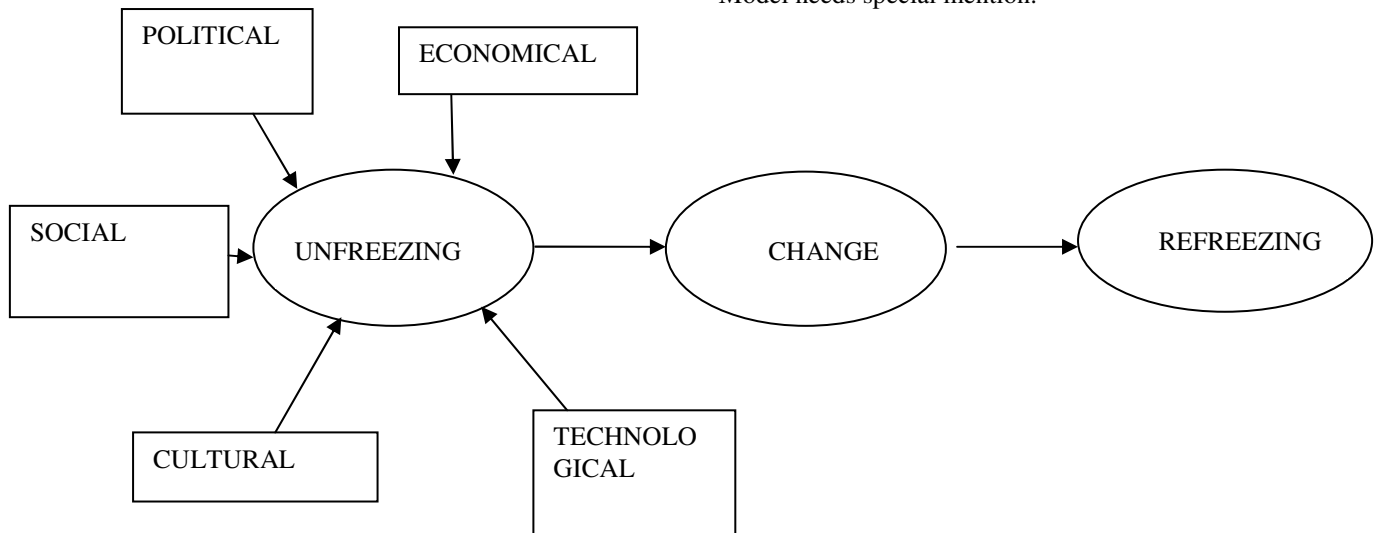 Model needs special mention.
POLITICAL
ECONOMICAL
SOCIAL
UNFREEZING
CHANGE
REFREEZING
CULTURAL
TECHNOLO
GICAL